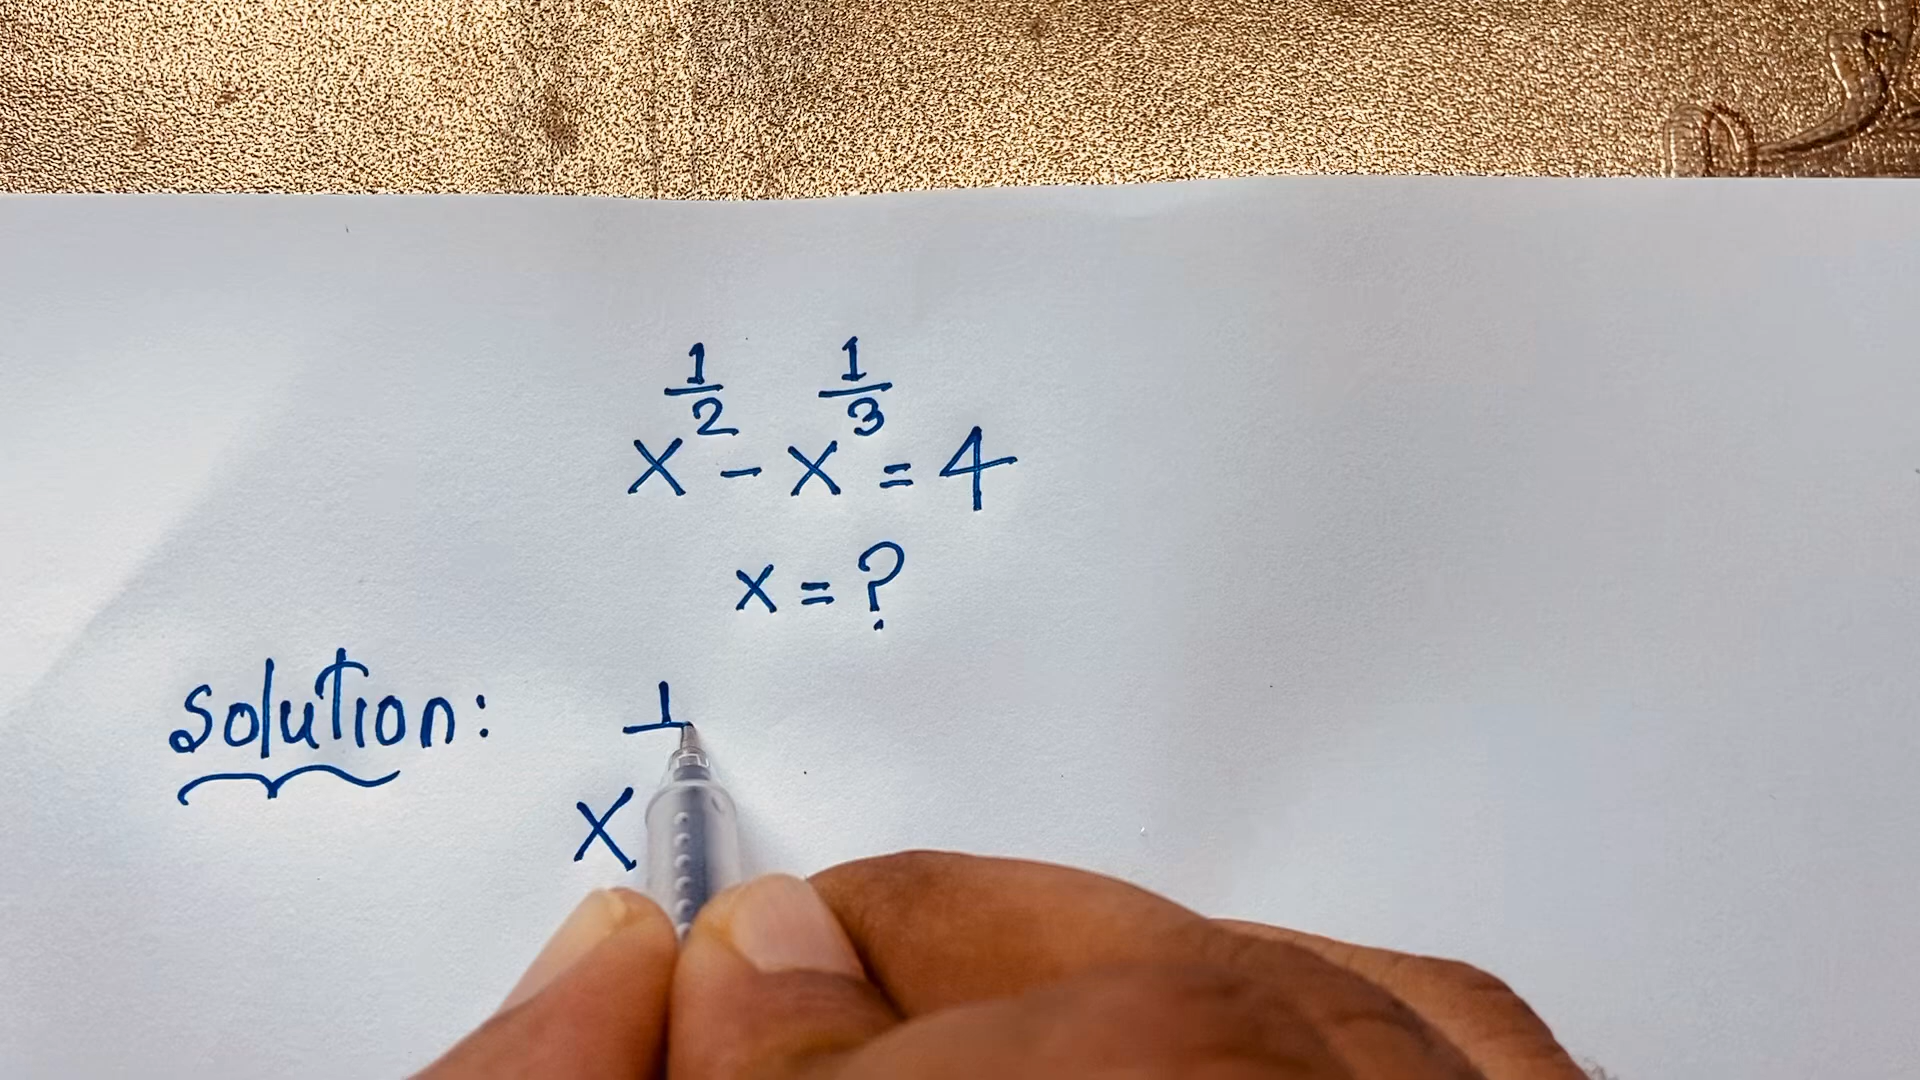 x^{1/2} - x^{1/3} = 4
x = ?
Solution: x^{1/}